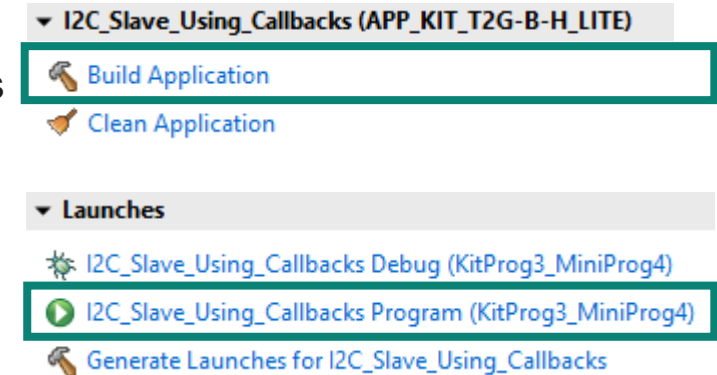 I2C_Slave_Using_Callbacks (APP_KIT_T2G-B-H_LITE)
s Build Application
Clean Application
Launches
I2C_Slave_Using_Callbacks Debug (KitProg3_MiniProg4)
I2C_Slave_Using_Callbacks Program (KitProg3_MiniProg4)
Generate Launches for I2C_Slave_Using_Callbacks